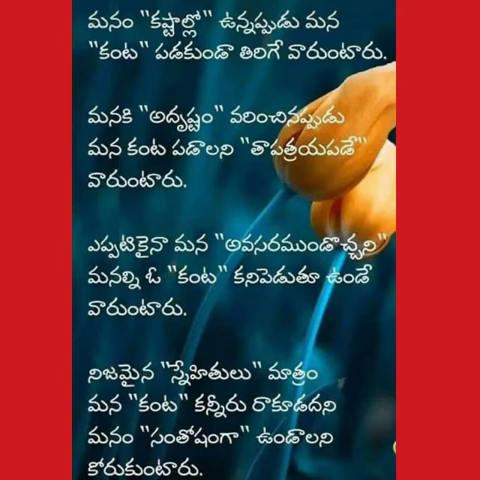 మనం "కష్టాల్లో" ఉన్నప్పుడు మన
"కంట" పడకుండా తిరిగే వారుంటారు.
మనకి "అదృష్టం" వరించినప్పుడు
మన కంట పడాలని "తాపత్రయపడే"
వారుంటారు.
ఎప్పటికైనా మన "అవసరముండొచ్చని"
మనల్ని ఓ "కంట" కనిపెడుతూ ఉండే
వారుంటారు.
నిజమైన "స్నేహితులు" మాత్రం
మన "కంట" కన్నీరు రాకూడదని
మనం "సంతోషంగా" ఉండాలని
కోరుకుంటారు.